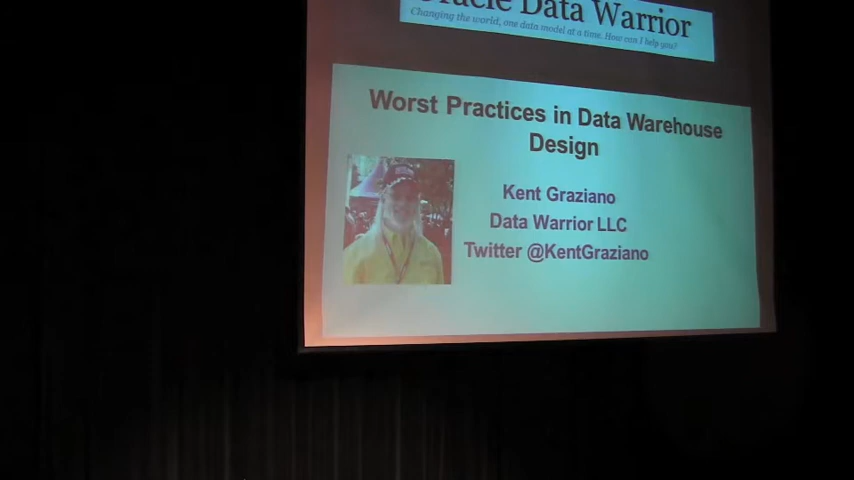 Data Warrior
Changing the world, one data model at a time. How can I help you?
Worst Practices in Data Warehouse
Design
Kent Graziano
Data Warrior LLC
Twitter @KentGraziano